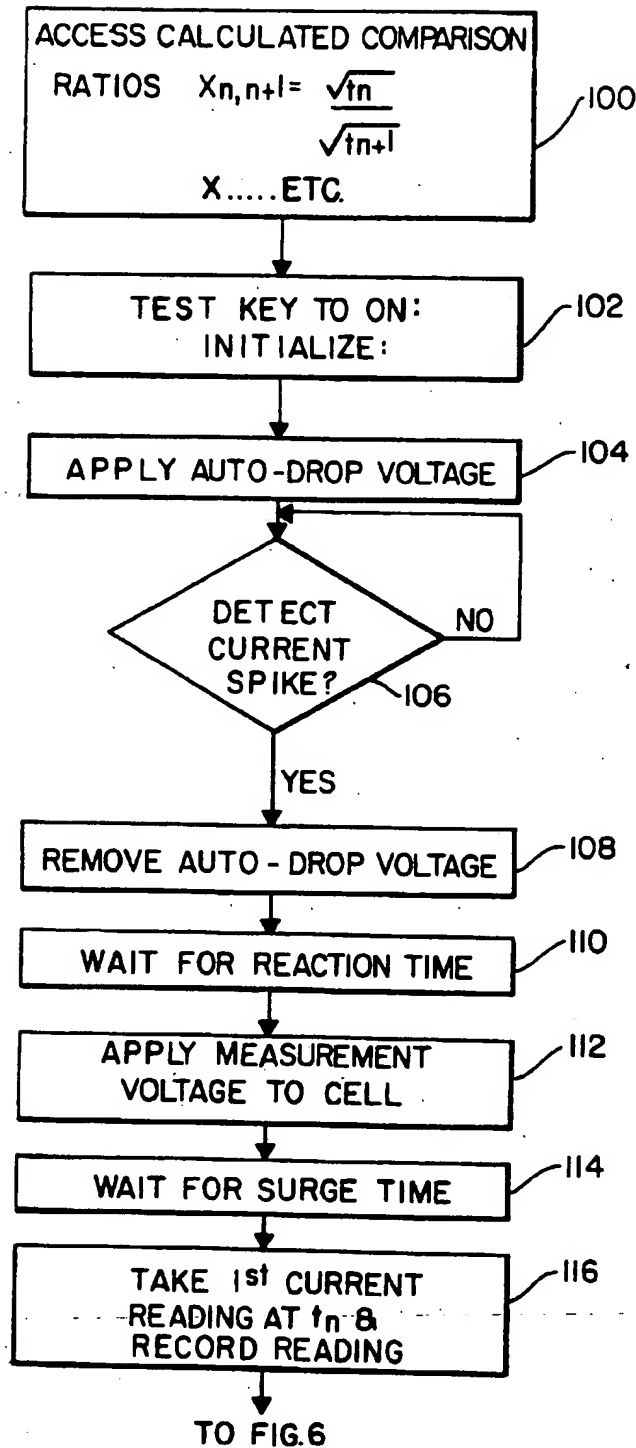 ACCESS CALCULATED COMPARISON
RATIOS Xn,n+1 = √tn
√tn+1
X.....ETC.
100
TEST KEY TO ON:
INITIALIZE:
102
APPLY AUTO-DROP VOLTAGE
104
DETECT
CURRENT
SPIKE?
NO
106
YES
REMOVE AUTO-DROP VOLTAGE
108
WAIT FOR REACTION TIME
110
APPLY MEASUREMENT
VOLTAGE TO CELL
112
WAIT FOR SURGE TIME
114
TAKE 1st CURRENT
READING AT tn &
RECORD READING
116
TO FIG.6